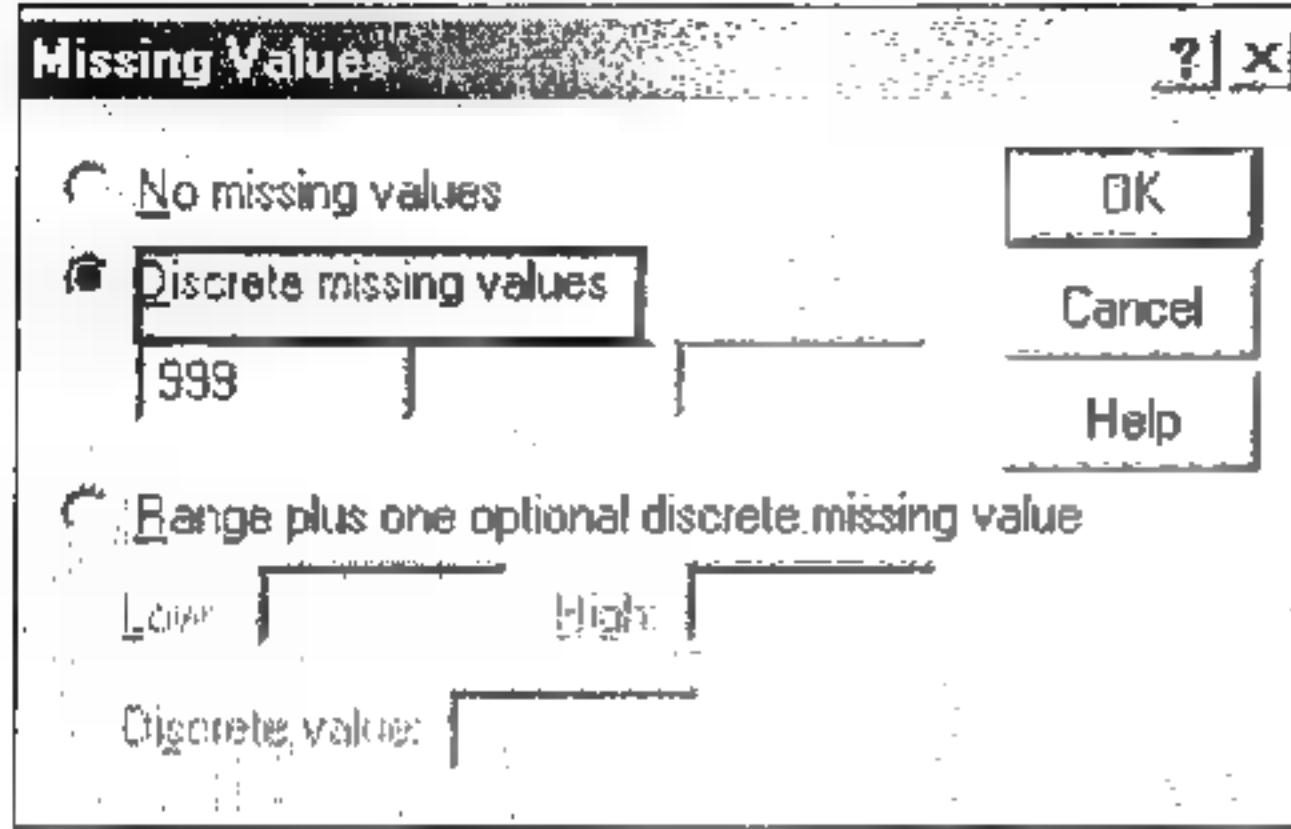 Missing Values ? ×
No missing values
OK
Discrete missing values
Cancel
999
Help
Range plus one optional discrete missing value
Low: High:
Discrete value: